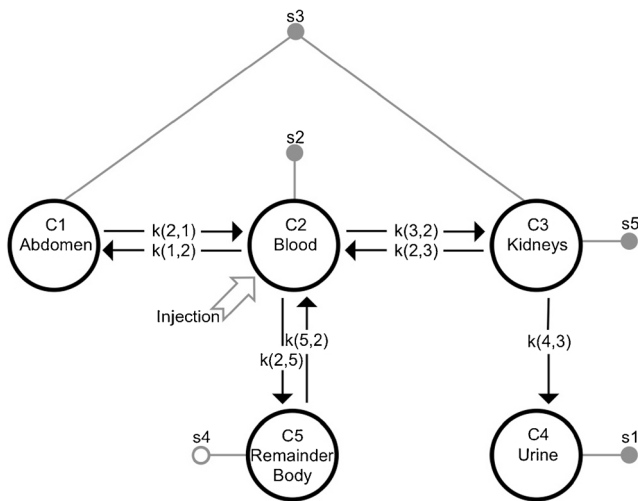 s3
s2
C1
Abdomen
k(2,1)
k(1,2)
C2
Blood
k(3,2)
k(2,3)
C3
Kidneys
s5
Injection
k(5,2)
k(2,5)
k(4,3)
s4
C5
Remainder
Body
C4
Urine
s1